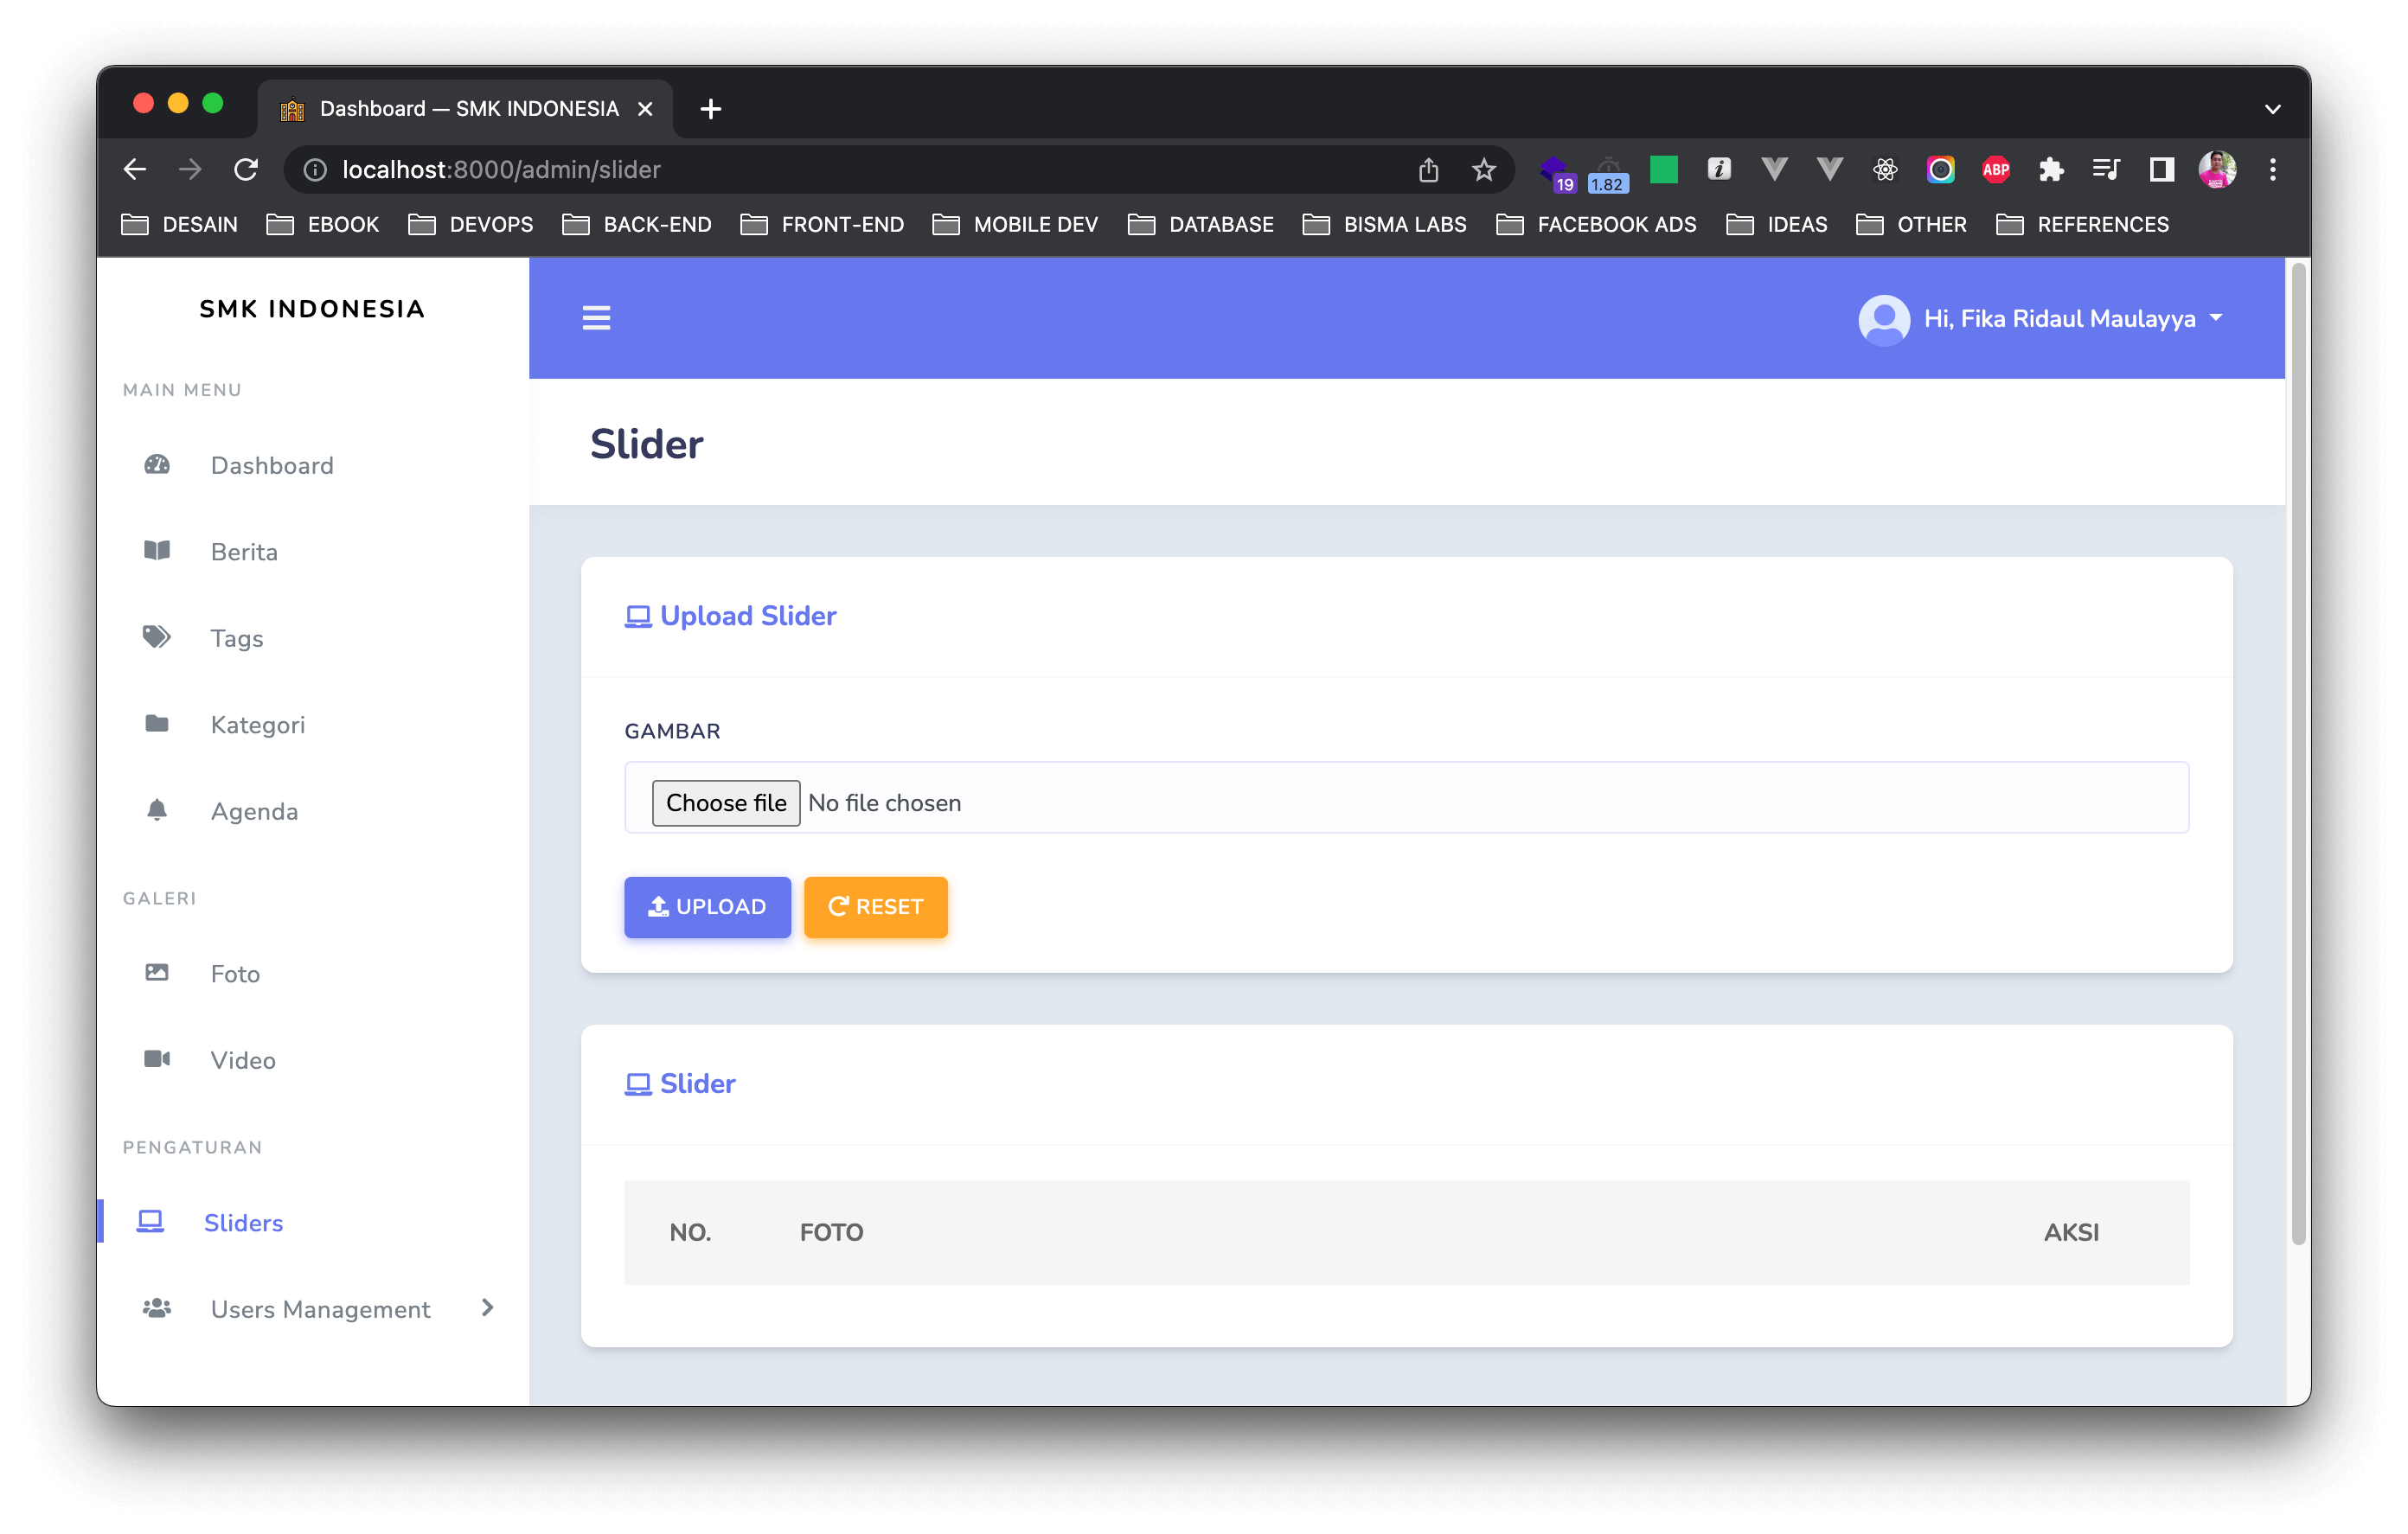 Dashboard — SMK INDONESIA
localhost:8000/admin/slider
19
1.82
ABP
DESAIN EBOOK DEVOPS BACK-END FRONT-END MOBILE DEV DATABASE BISMA LABS FACEBOOK ADS IDEAS OTHER REFERENCES
SMK INDONESIA
Hi, Fika Ridaul Maulayya
MAIN MENU
Dashboard
Berita
Tags
Kategori
Agenda
GALERI
Foto
Video
PENGATURAN
Sliders
Users Management
Slider
Upload Slider
GAMBAR
Choose file No file chosen
UPLOAD RESET
Slider
NO. FOTO AKSI